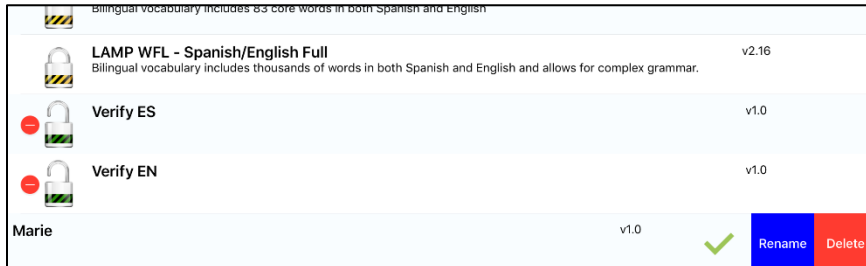 Bilingual vocabulary includes 83 core words in both Spanish and English
LAMP WFL - Spanish/English Full
v2.16
Bilingual vocabulary includes thousands of words in both Spanish and English and allows for complex grammar.
Verify ES
v1.0
Verify EN
v1.0
Marie
v1.0
Rename
Delete